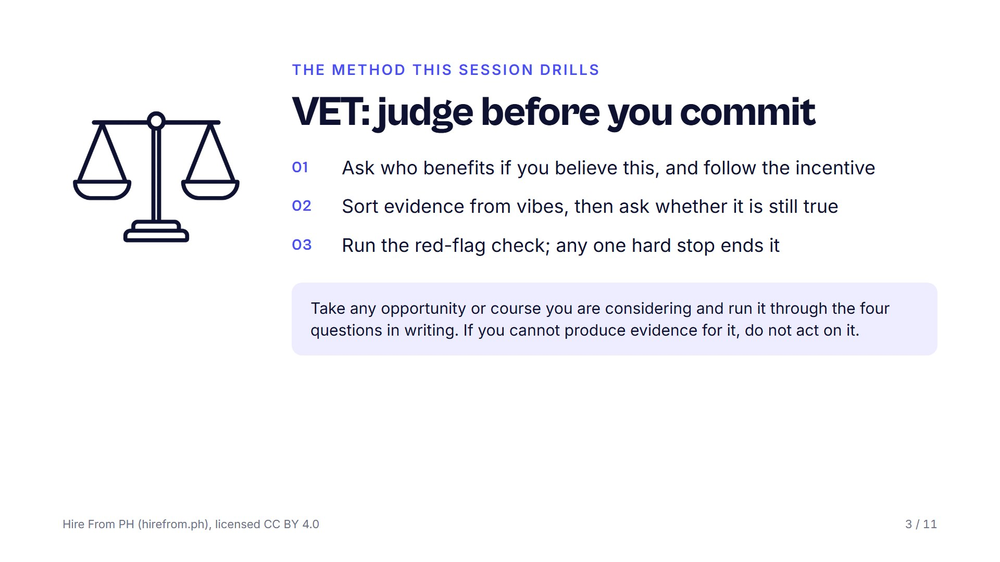 THE METHOD THIS SESSION DRILLS
VET: judge before you commit
01 Ask who benefits if you believe this, and follow the incentive
02 Sort evidence from vibes, then ask whether it is still true
03 Run the red-flag check; any one hard stop ends it
Take any opportunity or course you are considering and run it through the four
questions in writing. If you cannot produce evidence for it, do not act on it.
Hire From PH (hirefrom.ph), licensed CC BY 4.0
3 / 11